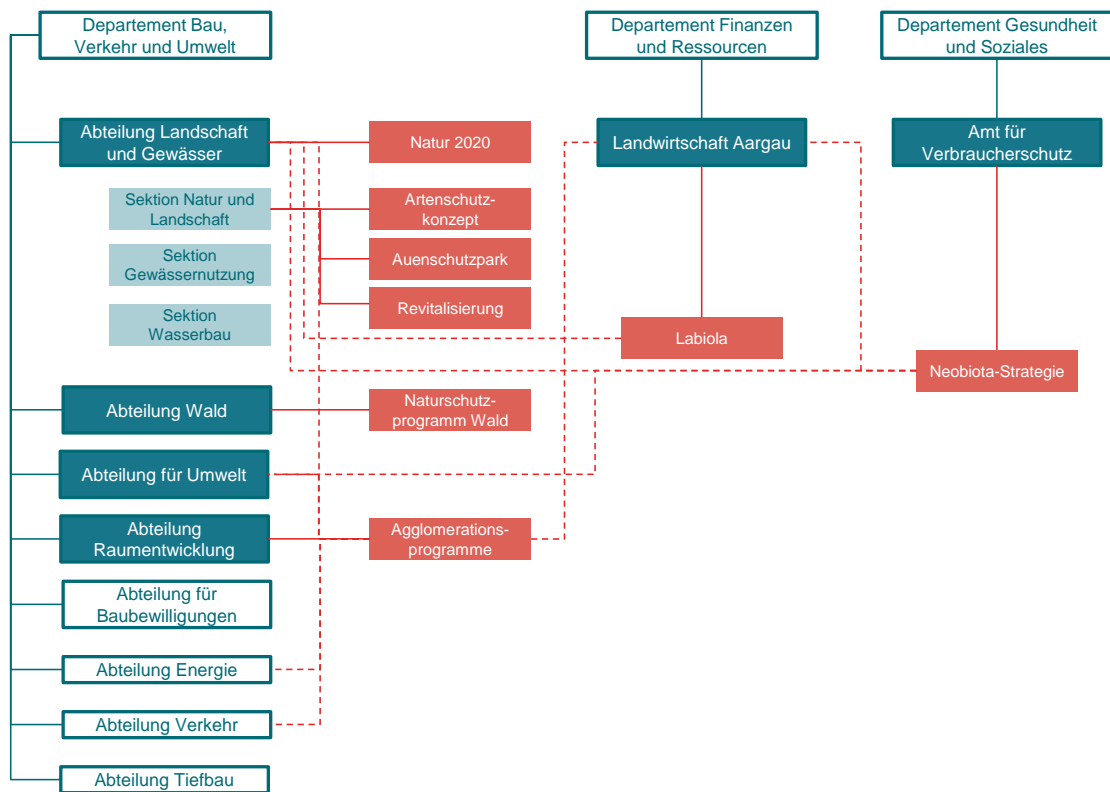 Departement Bau,
Verkehr und Umwelt
Departement Finanzen
und Ressourcen
Departement Gesundheit
und Soziales
Abteilung Landschaft
und Gewässer
Natur 2020
Landwirtschaft Aargau
Amt für
Verbraucherschutz
Sektion Natur und
Landschaft
Artenschutz-
konzept
Sektion
Gewässernutzung
Auenschutzpark
Sektion
Wasserbau
Revitalisierung
Labiola
Neobiota-Strategie
Abteilung Wald
Naturschutz-
programm Wald
Abteilung für Umwelt
Abteilung
Raumentwicklung
Agglomerations-
programme
Abteilung für
Baubewilligungen
Abteilung Energie
Abteilung Verkehr
Abteilung Tiefbau